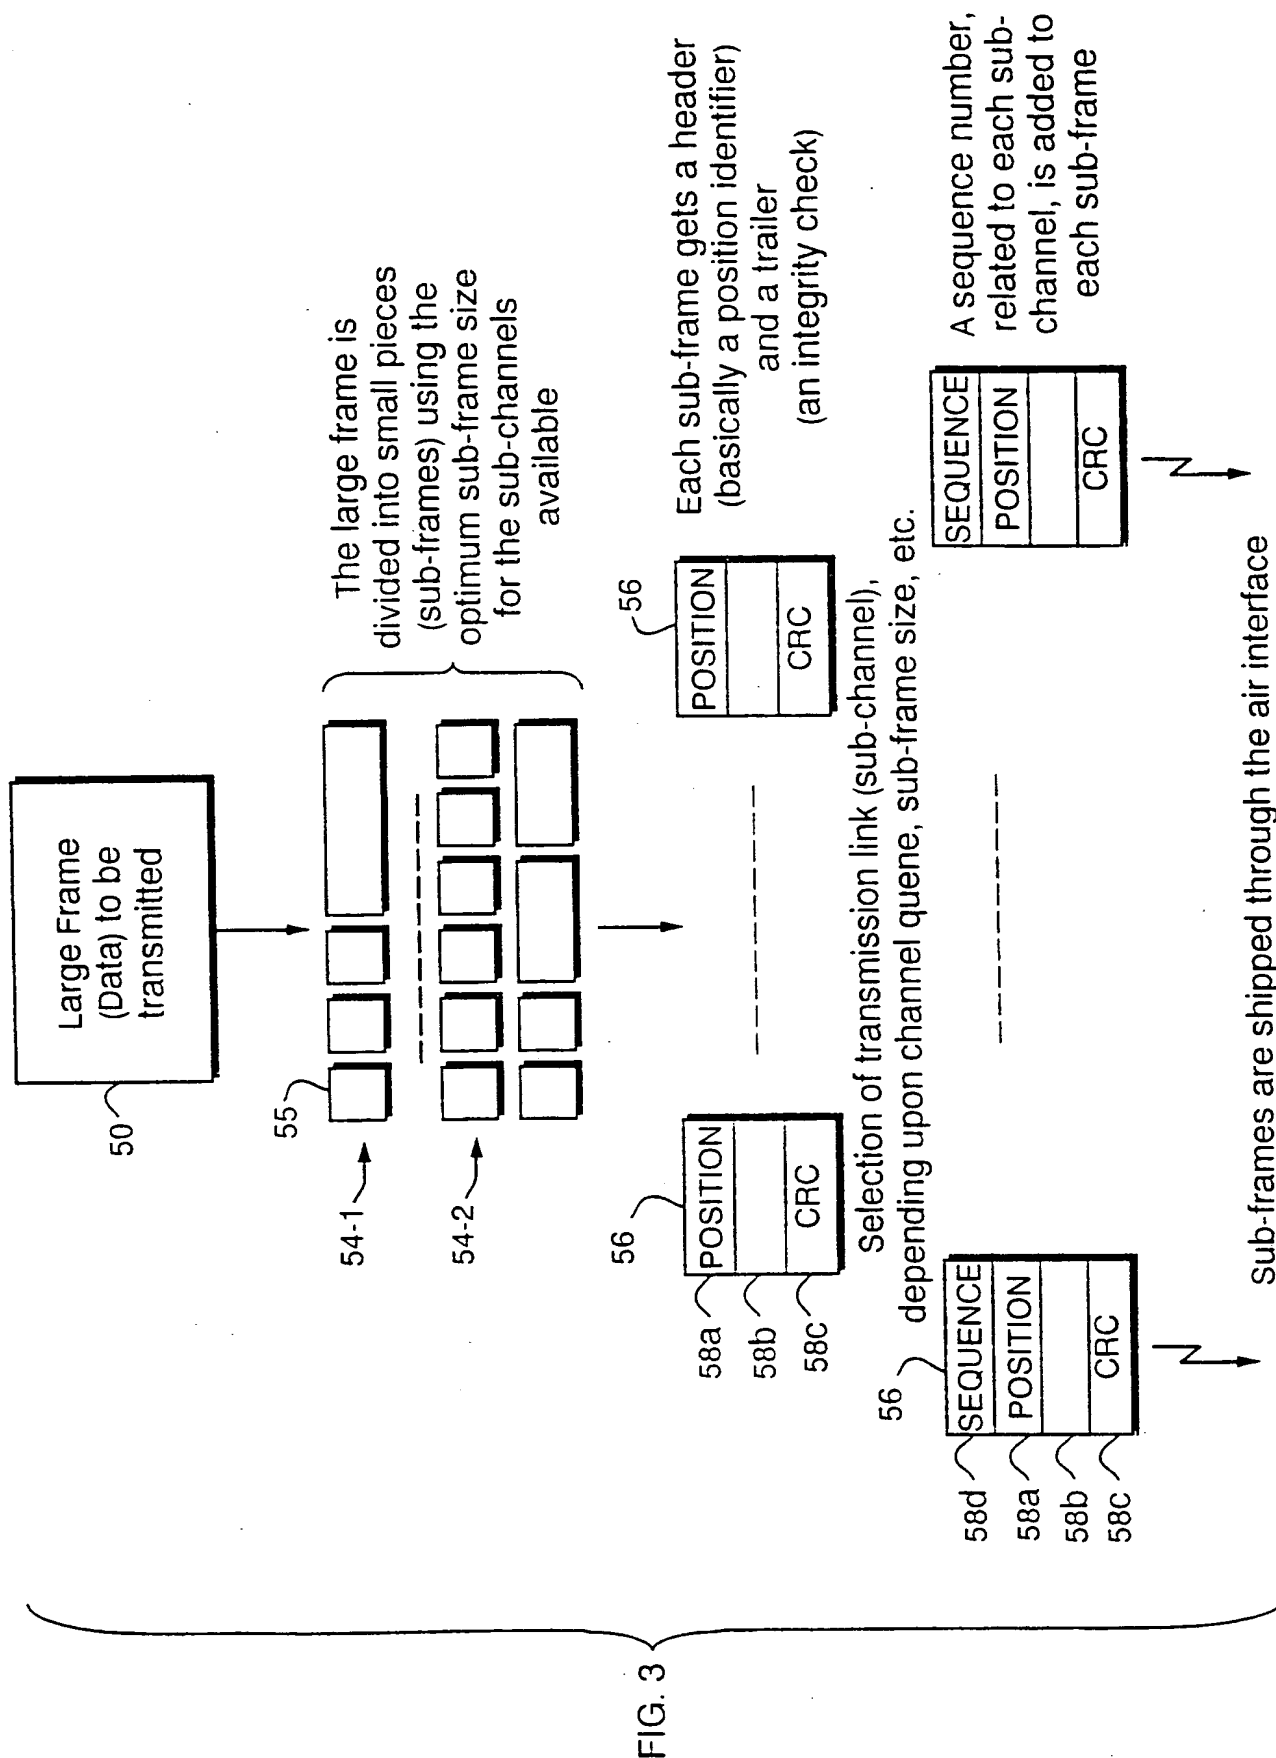 Large Frame
(Data) to be
transmitted
50
The large frame is
divided into small pieces
(sub-frames) using the
optimum sub-frame size
for the sub-channels
available
55
54-1
54-2
Each sub-frame gets a header
(basically a position identifier)
and a trailer
(an integrity check)
56
POSITION
CRC
58a
58b
58c
56
POSITION
CRC
Selection of transmission link (sub-channel),
depending upon channel quene, sub-frame size, etc.
A sequence number,
related to each sub-
channel, is added to
each sub-frame
56
SEQUENCE
POSITION
CRC
58d
58a
58b
58c
SEQUENCE
POSITION
CRC
Sub-frames are shipped through the air interface
FIG. 3